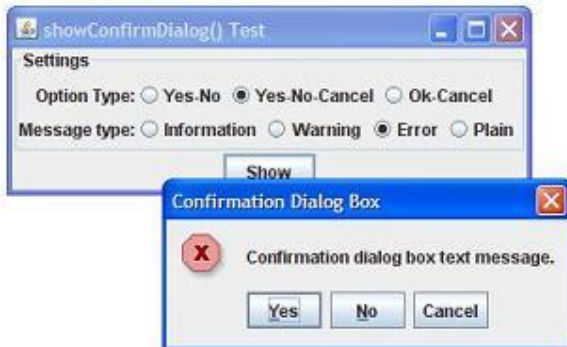 showConfirmDialog() Test
Settings
Option Type: Yes-No Yes-No-Cancel Ok-Cancel
Message type: Information Warning Error Plain
Show
Confirmation Dialog Box
Confirmation dialog box text message.
Yes No Cancel